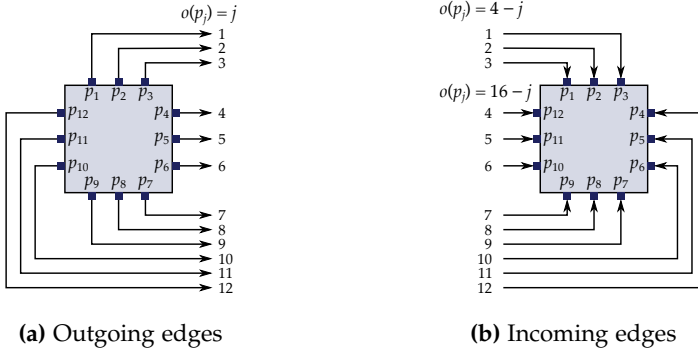 o(p_j) = j
1
2
3
p_1 p_2 p_3
p_12 p_4 4
p_11 p_5 5
p_10 p_6 6
p_9 p_8 p_7
7
8
9
10
11
12
(a) Outgoing edges
o(p_j) = 4 − j
1
2
3
o(p_j) = 16 − j
p_1 p_2 p_3
4 p_12 p_4
5 p_11 p_5
6 p_10 p_6
p_9 p_8 p_7
7
8
9
10
11
12
(b) Incoming edges